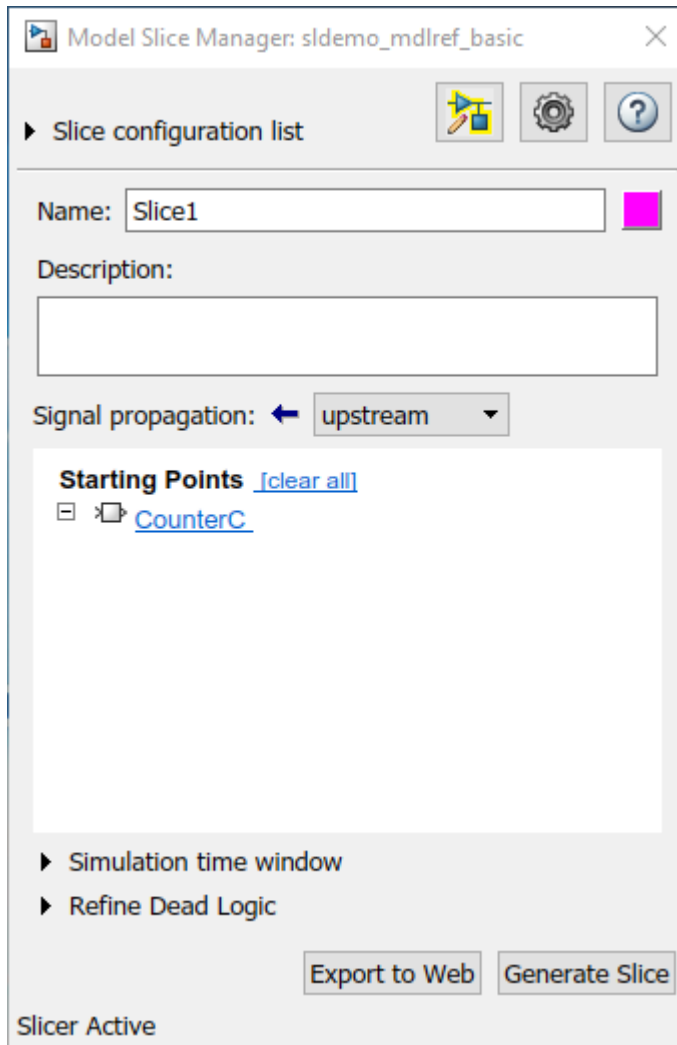 Model Slice Manager: sldemo_mdlref_basic
Slice configuration list
?
Name: Slice1
Description:
Signal propagation: upstream
Starting Points [clear all]
CounterC
Simulation time window
Refine Dead Logic
Export to Web Generate Slice
Slicer Active